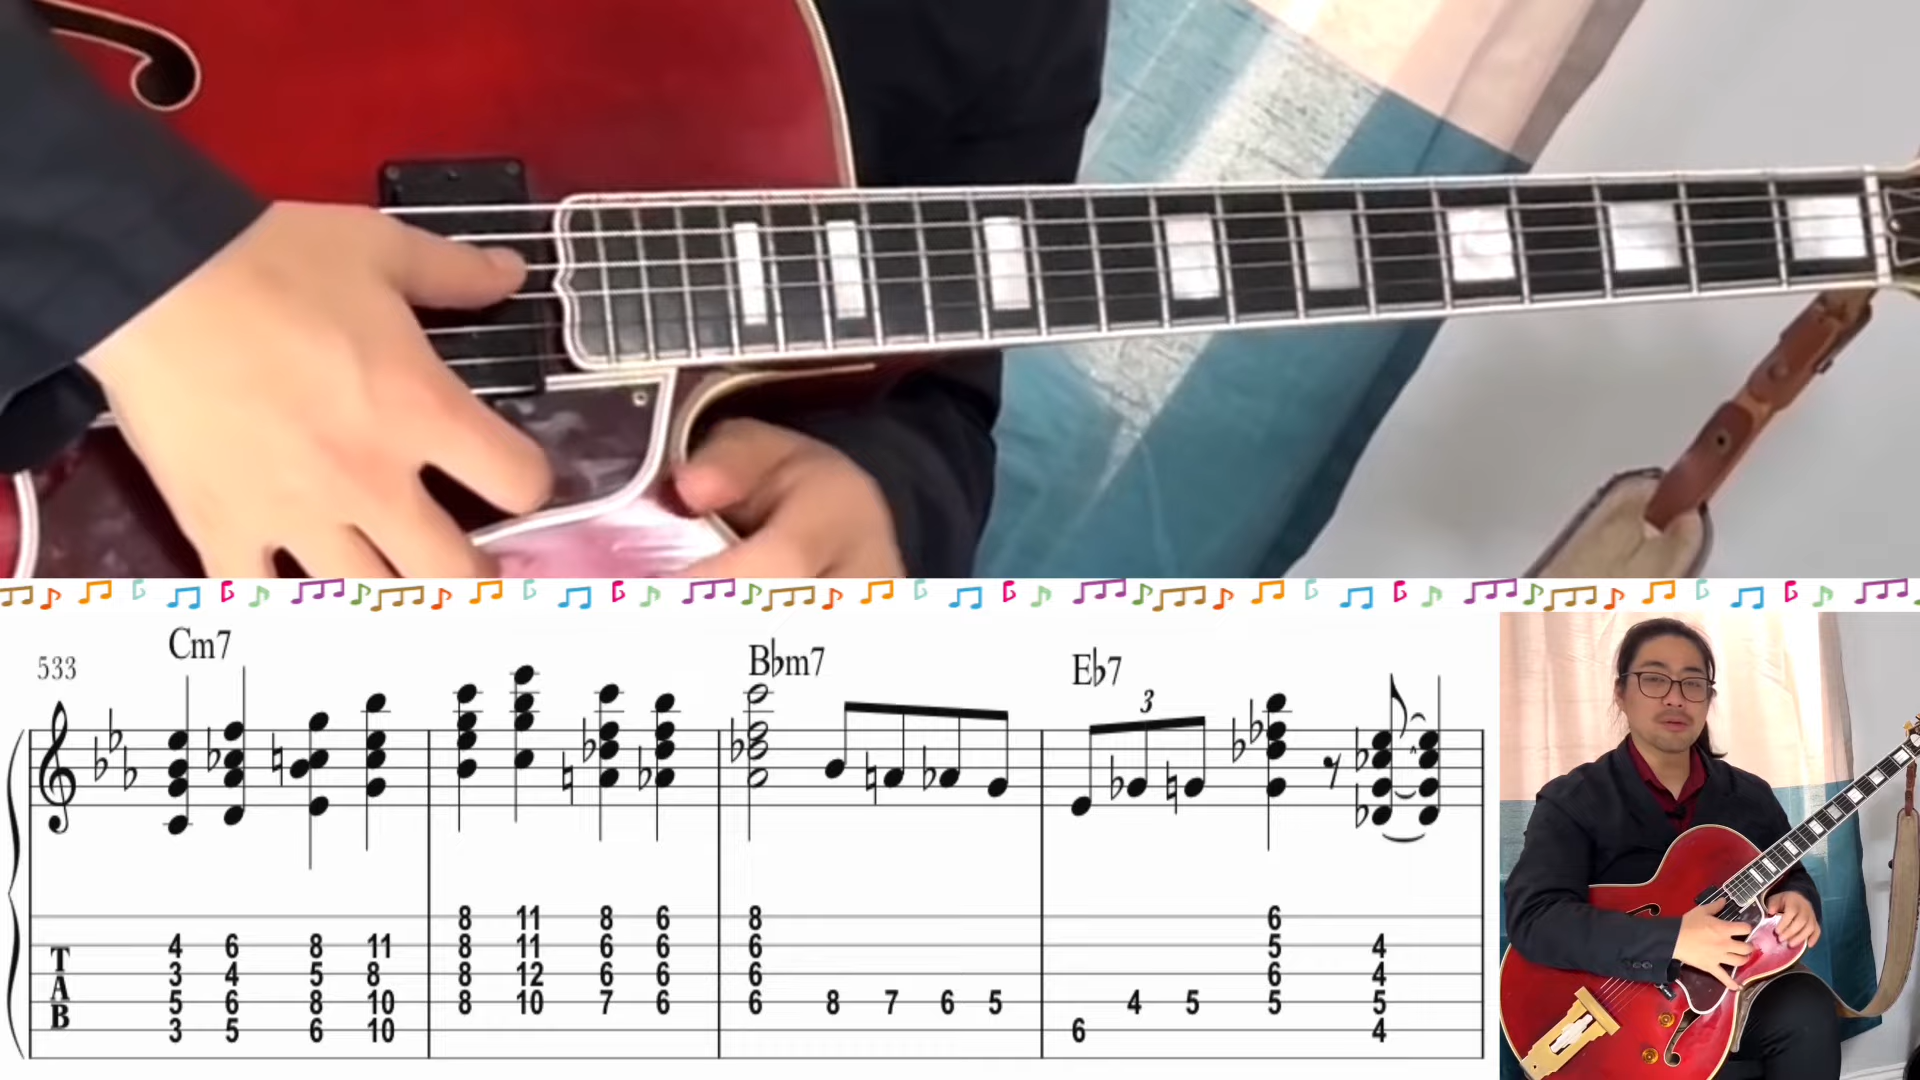 Cm7 B♭m7 E♭7
533
3
8 11 8 6 8 6
4 6 8 11 8 11 6 6 6 5 4
T 3 4 5 8 8 12 6 6 6 6 4
A 5 6 8 10 8 10 7 6 6 8 7 6 5 4 5 5 5
B 3 5 6 10 6 4